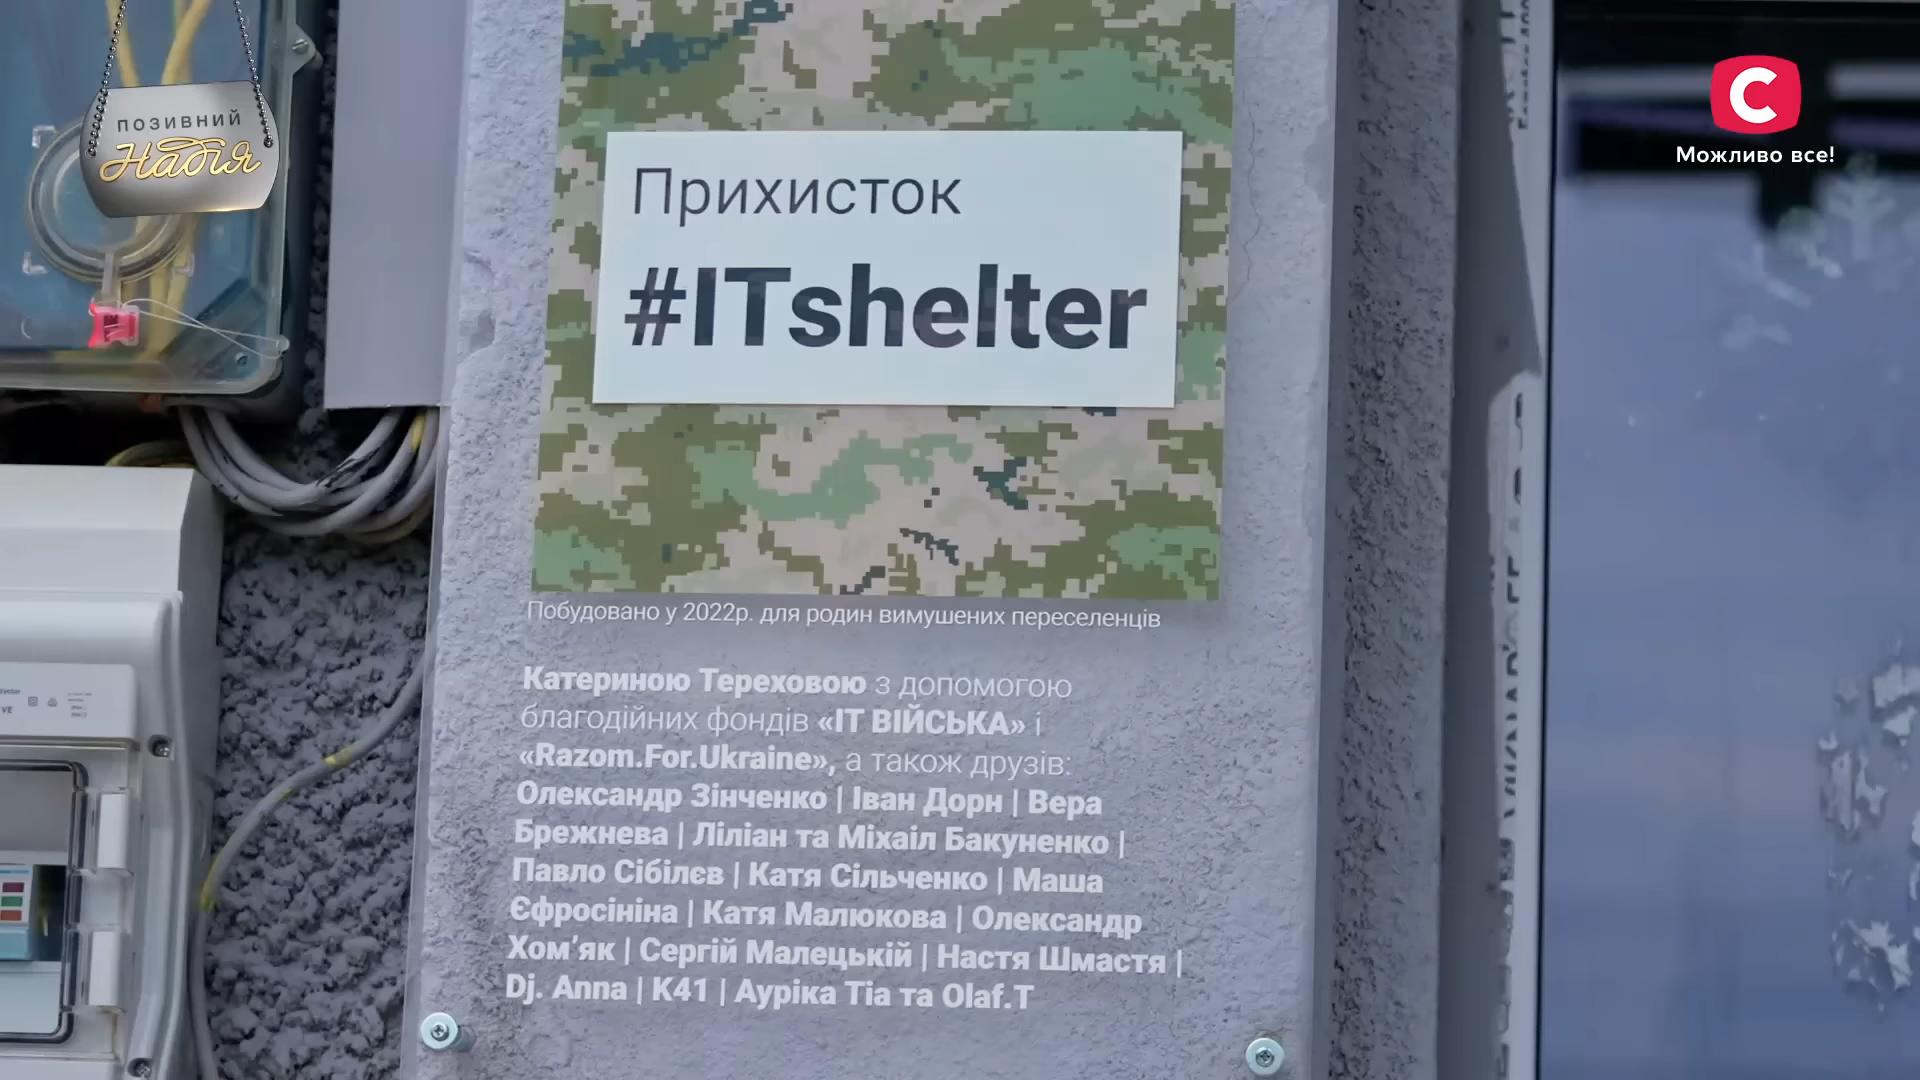 ПОЗИВНИЙ
Надія
Можливо все!
Прихисток
#ITshelter
Побудовано у 2022р. для родин вимушених переселенців
Катериною Тереховою з допомогою
благодійних фондів «ІТ ВІЙСЬКА» і
«Razom.For.Ukraine», а також друзів:
Олександр Зінченко | Іван Дорн | Вера
Брежнева | Ліліан та Міхаіл Бакуненко |
Павло Сібілєв | Катя Сільченко | Маша
Єфросініна | Катя Малюкова | Олександр
Хом’як | Сергій Малецькій | Настя Шмастя |
Dj. Anna | K41 | Ауріка Тіа та Olaf.T